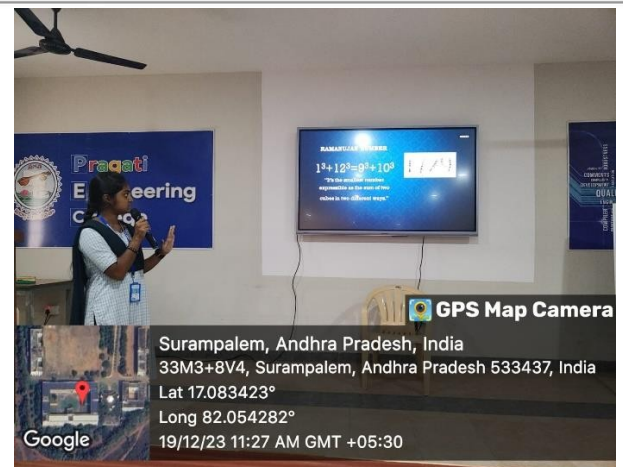 Pragati
Engineering
RAMANUJAN NUMBER
1³+12³=9³+10³
"It's the smallest number
expressible as the sum of two
cubes in two different ways."
1729
QUAL
GPS Map Camera
Surampalem, Andhra Pradesh, India
33M3+8V4, Surampalem, Andhra Pradesh 533437, India
Lat 17.083423°
Long 82.054282°
19/12/23 11:27 AM GMT +05:30
Google